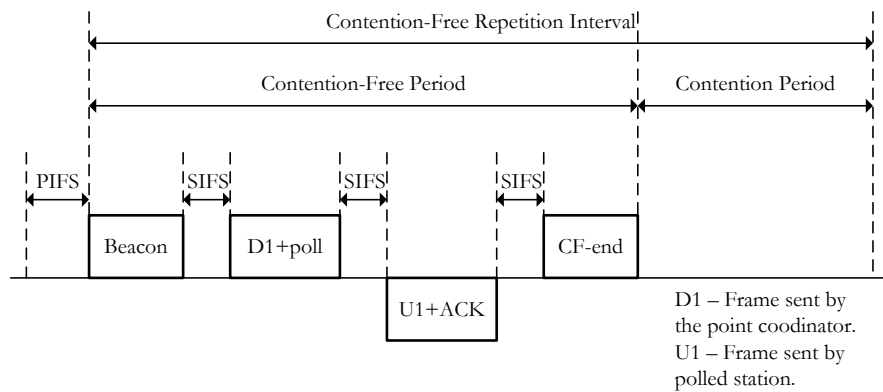 Contention-Free Repetition Interval
Contention-Free Period
Contention Period
PIFS
SIFS
SIFS
SIFS
Beacon
D1+poll
CF-end
U1+ACK
D1 – Frame sent by
the point coodinator.
U1 – Frame sent by
polled station.